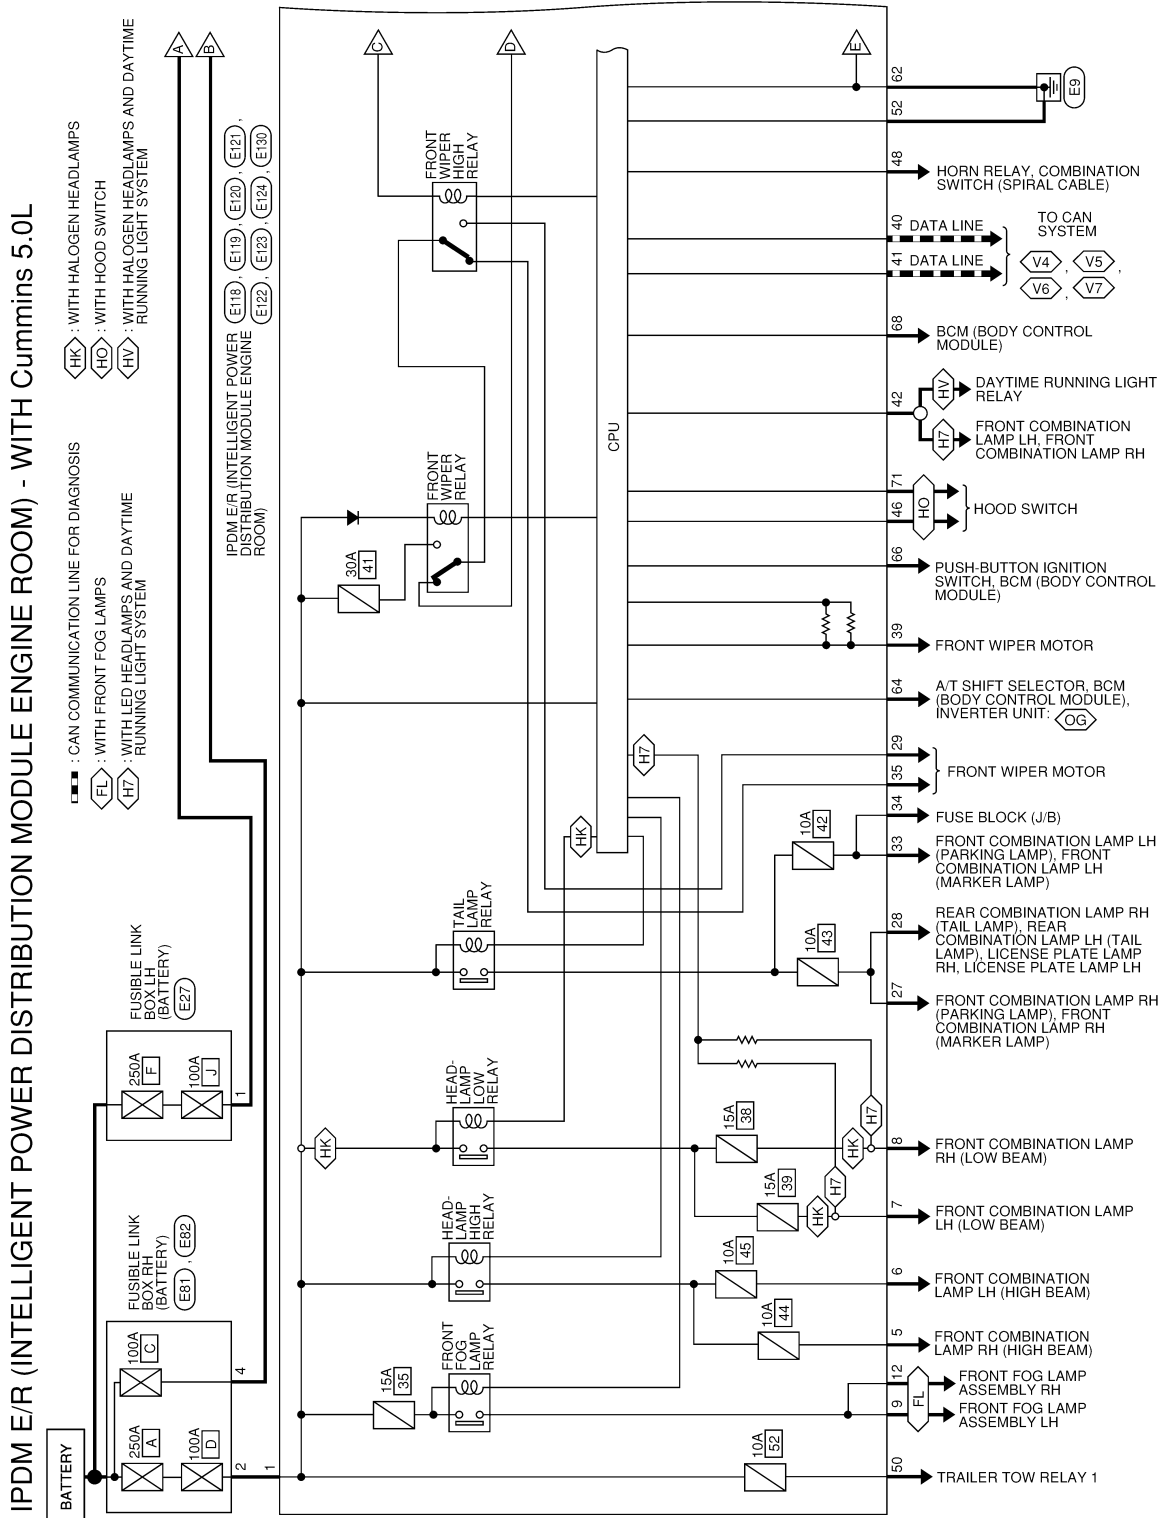 IPDM E/R (INTELLIGENT POWER DISTRIBUTION MODULE ENGINE ROOM) - WITH Cummins 5.0L
: CAN COMMUNICATION LINE FOR DIAGNOSIS
FL : WITH FRONT FOG LAMPS
H7 : WITH LED HEADLAMPS AND DAYTIME
RUNNING LIGHT SYSTEM
HK : WITH HALOGEN HEADLAMPS
HO : WITH HOOD SWITCH
HV : WITH HALOGEN HEADLAMPS AND DAYTIME
RUNNING LIGHT SYSTEM
A
B
BATTERY
250A
A
100A
D
100A
C
2
4
FUSIBLE LINK
BOX RH
(BATTERY)
E81 , E82
250A
F
100A
J
1
FUSIBLE LINK
BOX LH
(BATTERY)
E27
IPDM E/R (INTELLIGENT POWER
DISTRIBUTION MODULE ENGINE
ROOM)
E118 , E119 , E120 , E121 ,
E122 , E123 , E124 , E130
1
C
D
E
FRONT
WIPER
HIGH
RELAY
FRONT
WIPER
RELAY
30A
41
CPU
TAIL
LAMP
RELAY
HK
H7
HEAD-
LAMP
LOW
RELAY
HK
HEAD-
LAMP
HIGH
RELAY
FRONT
FOG
LAMP
RELAY
15A
35
10A
42
10A
43
15A
38
HK
H7
15A
39
HK
H7
10A
45
10A
44
10A
52
62
52
E9
48
HORN RELAY, COMBINATION
SWITCH (SPIRAL CABLE)
40
DATA LINE
41
DATA LINE
TO CAN
SYSTEM
V4 , V5 ,
V6 , V7
68
BCM (BODY CONTROL
MODULE)
42
HV
DAYTIME RUNNING LIGHT
RELAY
H7
FRONT COMBINATION
LAMP LH, FRONT
COMBINATION LAMP RH
71
46
HO
HOOD SWITCH
66
PUSH-BUTTON IGNITION
SWITCH, BCM (BODY CONTROL
MODULE)
39
FRONT WIPER MOTOR
64
A/T SHIFT SELECTOR, BCM
(BODY CONTROL MODULE),
INVERTER UNIT: OG
29
35
FRONT WIPER MOTOR
34
FUSE BLOCK (J/B)
33
FRONT COMBINATION LAMP LH
(PARKING LAMP), FRONT
COMBINATION LAMP LH
(MARKER LAMP)
28
REAR COMBINATION LAMP RH
(TAIL LAMP), REAR
COMBINATION LAMP LH (TAIL
LAMP), LICENSE PLATE LAMP
RH, LICENSE PLATE LAMP LH
27
FRONT COMBINATION LAMP RH
(PARKING LAMP), FRONT
COMBINATION LAMP RH
(MARKER LAMP)
8
FRONT COMBINATION LAMP
RH (LOW BEAM)
7
FRONT COMBINATION LAMP
LH (LOW BEAM)
6
FRONT COMBINATION
LAMP LH (HIGH BEAM)
5
FRONT COMBINATION
LAMP RH (HIGH BEAM)
12
FRONT FOG LAMP
ASSEMBLY RH
9
FL
FRONT FOG LAMP
ASSEMBLY LH
50
TRAILER TOW RELAY 1